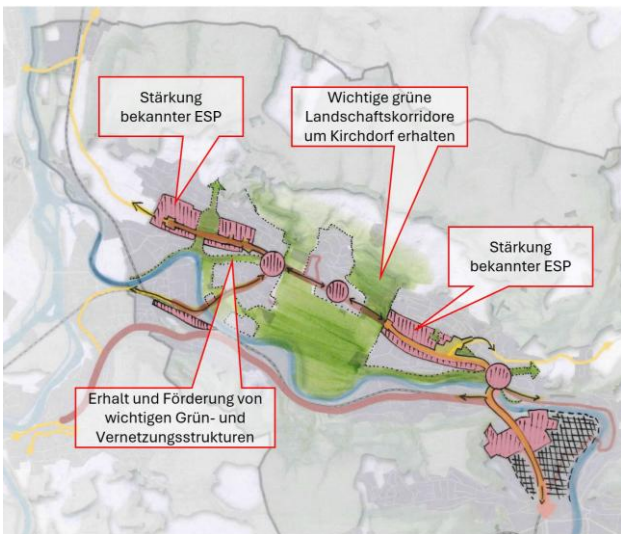 Stärkung
bekannter ESP
Wichtige grüne
Landschaftskorridore
um Kirchdorf erhalten
Stärkung
bekannter ESP
Erhalt und Förderung von
wichtigen Grün- und
Vernetzungsstrukturen